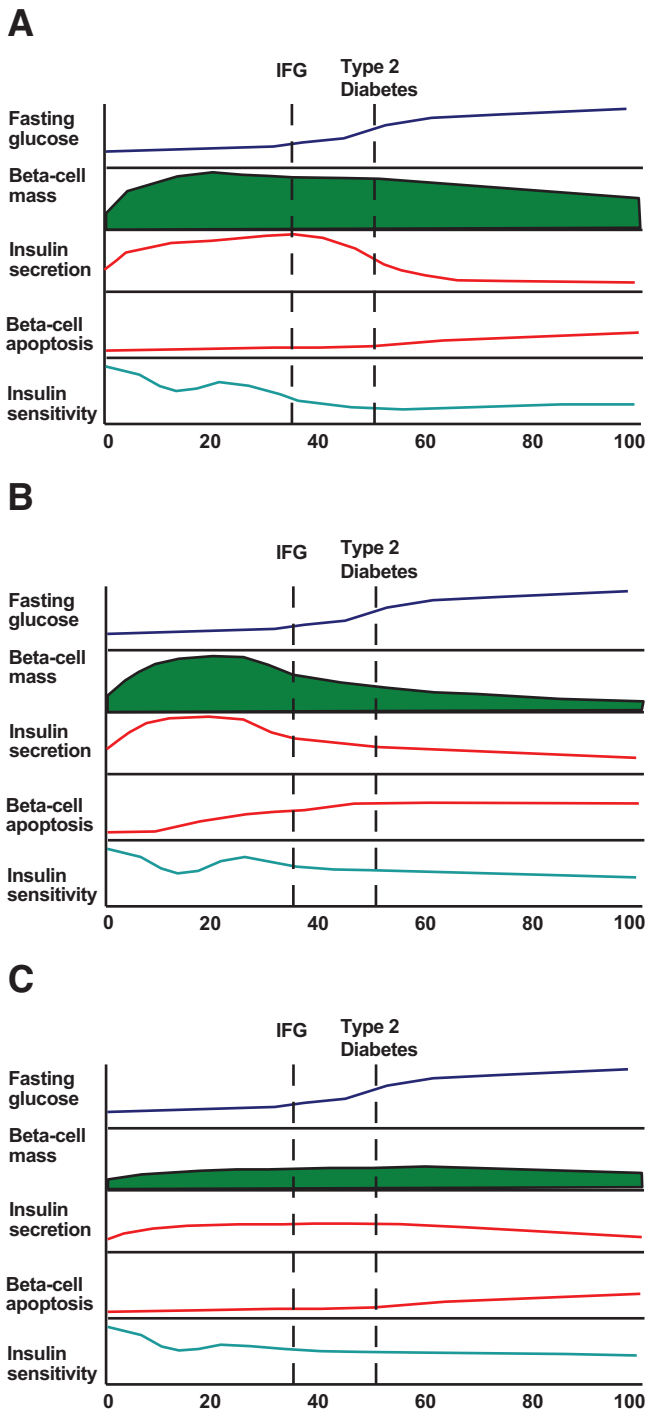 A
IFG
Type 2
Diabetes
Fasting
glucose
Beta-cell
mass
Insulin
secretion
Beta-cell
apoptosis
Insulin
sensitivity
0 20 40 60 80 100
B
IFG
Type 2
Diabetes
Fasting
glucose
Beta-cell
mass
Insulin
secretion
Beta-cell
apoptosis
Insulin
sensitivity
0 20 40 60 80 100
C
IFG
Type 2
Diabetes
Fasting
glucose
Beta-cell
mass
Insulin
secretion
Beta-cell
apoptosis
Insulin
sensitivity
0 20 40 60 80 100